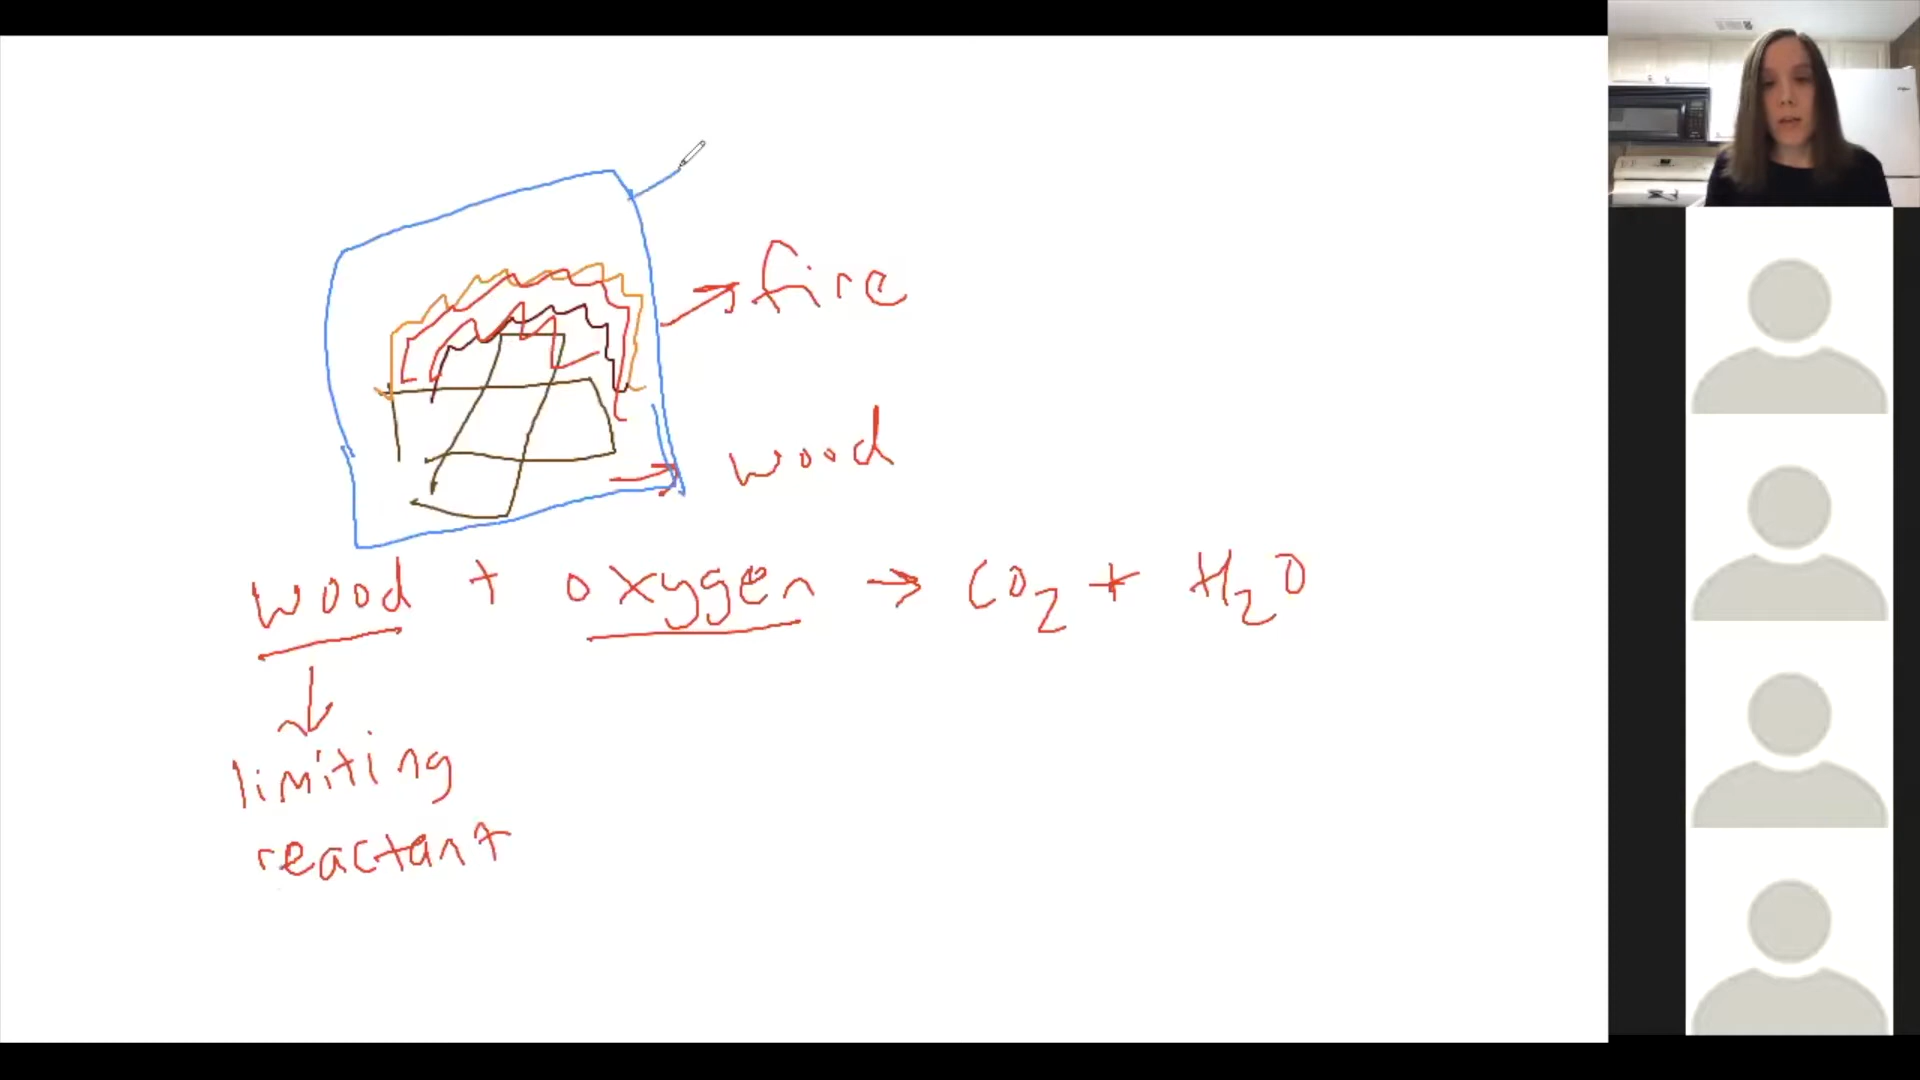 fire
wood
wood + oxygen → CO₂ + H₂O
limiting
reactant